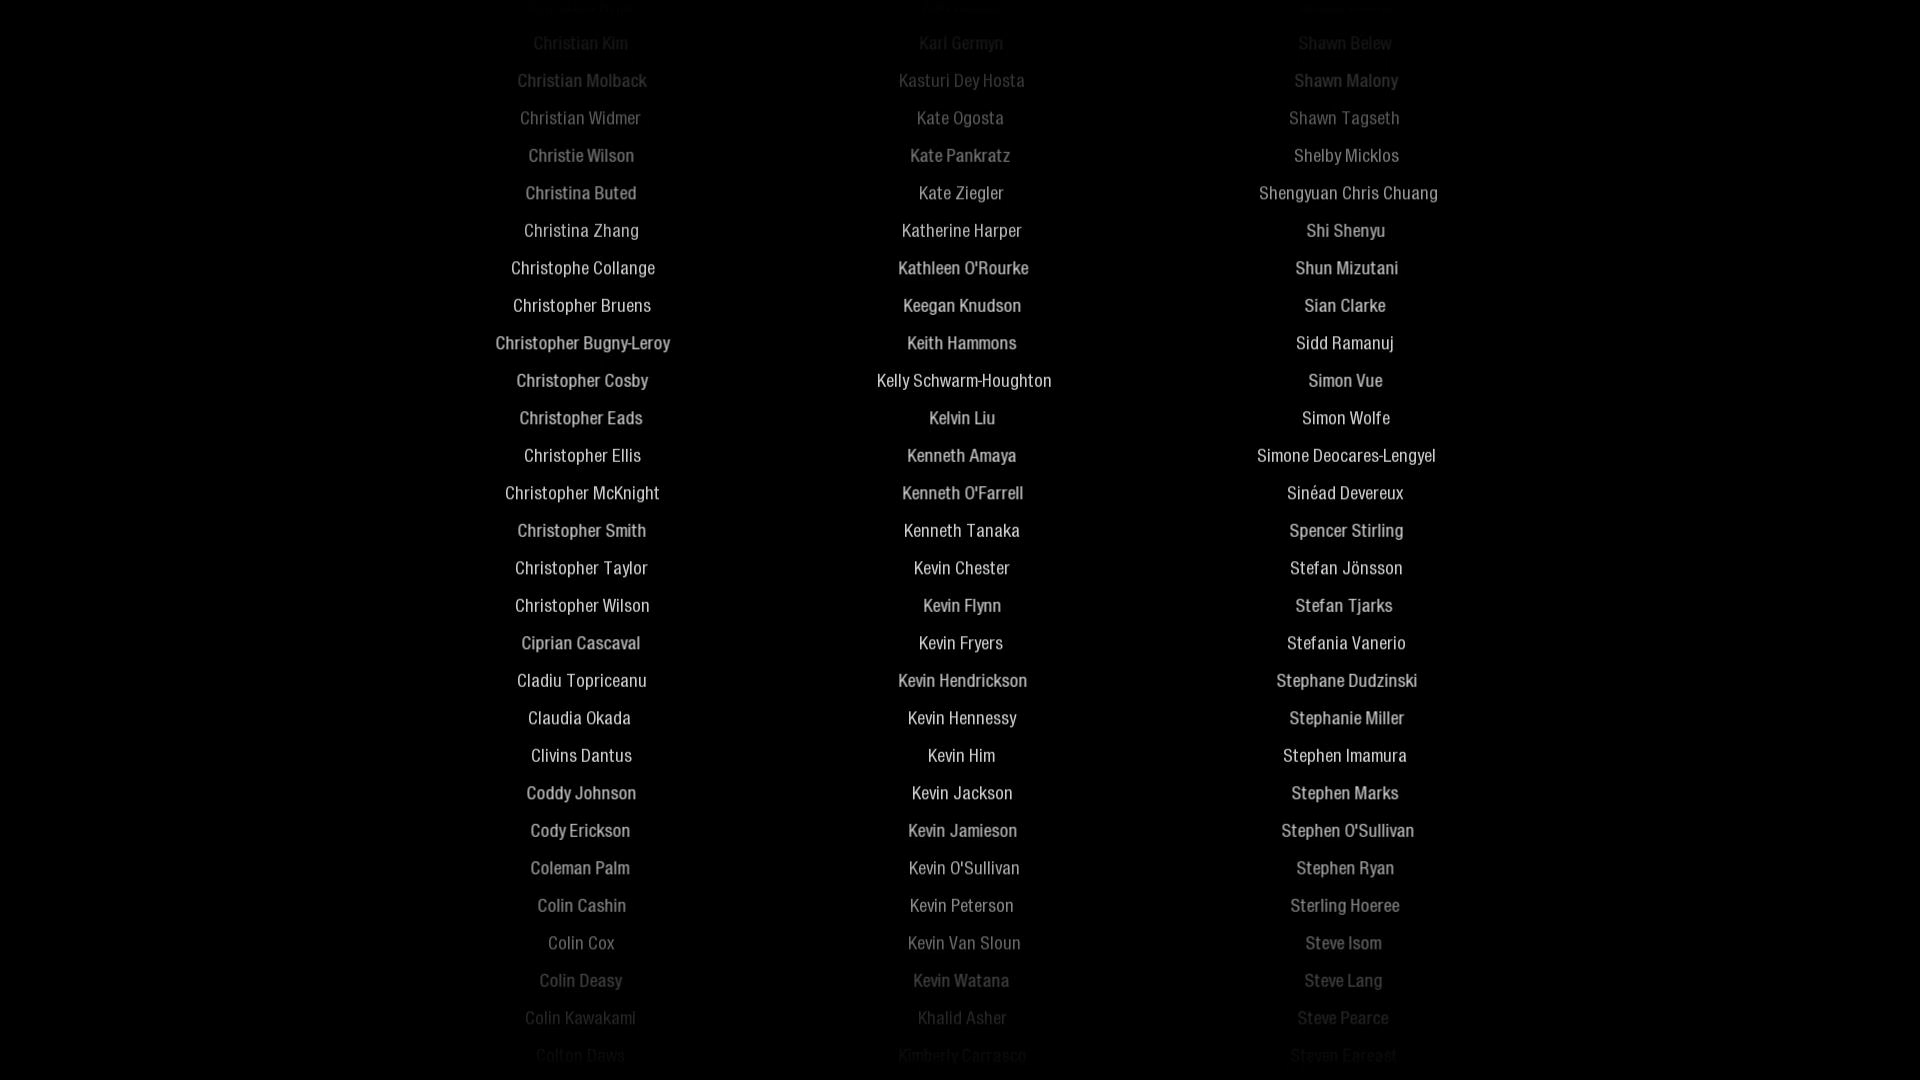 Christian Kim
Karl Germyn
Shawn Belew
Christian Molback
Kasturi Dey Hosta
Shawn Malony
Christian Widmer
Kate Ogosta
Shawn Tagseth
Christie Wilson
Kate Pankratz
Shelby Micklos
Christina Buted
Kate Ziegler
Shengyuan Chris Chuang
Christina Zhang
Katherine Harper
Shi Shenyu
Christophe Collange
Kathleen O'Rourke
Shun Mizutani
Christopher Bruens
Keegan Knudson
Sian Clarke
Christopher Bugny-Leroy
Keith Hammons
Sidd Ramanuj
Christopher Cosby
Kelly Schwarm-Houghton
Simon Vue
Christopher Eads
Kelvin Liu
Simon Wolfe
Christopher Ellis
Kenneth Amaya
Simone Deocares-Lengyel
Christopher McKnight
Kenneth O'Farrell
Sinéad Devereux
Christopher Smith
Kenneth Tanaka
Spencer Stirling
Christopher Taylor
Kevin Chester
Stefan Jönsson
Christopher Wilson
Kevin Flynn
Stefan Tjarks
Ciprian Cascaval
Kevin Fryers
Stefania Vanerio
Cladiu Topriceanu
Kevin Hendrickson
Stephane Dudzinski
Claudia Okada
Kevin Hennessy
Stephanie Miller
Clivins Dantus
Kevin Him
Stephen Imamura
Coddy Johnson
Kevin Jackson
Stephen Marks
Cody Erickson
Kevin Jamieson
Stephen O'Sullivan
Coleman Palm
Kevin O'Sullivan
Stephen Ryan
Colin Cashin
Kevin Peterson
Sterling Hoeree
Colin Cox
Kevin Van Sloun
Steve Isom
Colin Deasy
Kevin Watana
Steve Lang
Colin Kawakami
Khalid Asher
Steve Pearce
Colton Daws
Kimberly Carrasco
Steven